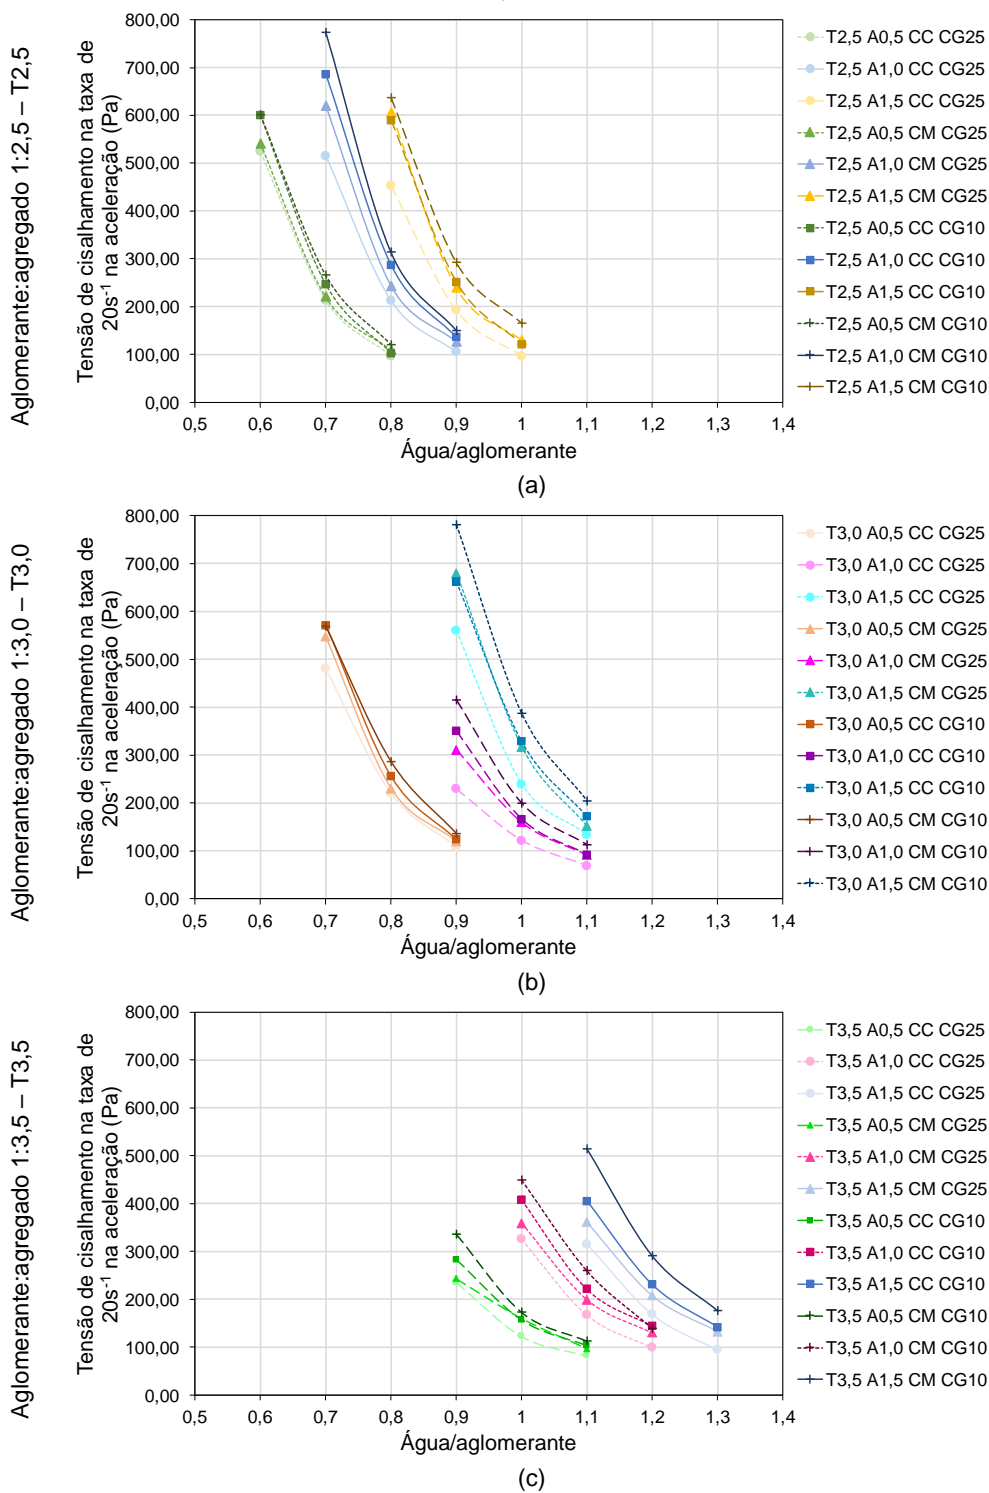 Aglomerante:agregado 1:2,5 – T2,5
Tensão de cisalhamento na taxa de
20s⁻¹ na aceleração (Pa)
800,00
700,00
600,00
500,00
400,00
300,00
200,00
100,00
0,00
0,5 0,6 0,7 0,8 0,9 1 1,1 1,2 1,3 1,4
Água/aglomerante
T2,5 A0,5 CC CG25
T2,5 A1,0 CC CG25
T2,5 A1,5 CC CG25
T2,5 A0,5 CM CG25
T2,5 A1,0 CM CG25
T2,5 A1,5 CM CG25
T2,5 A0,5 CC CG10
T2,5 A1,0 CC CG10
T2,5 A1,5 CC CG10
T2,5 A0,5 CM CG10
T2,5 A1,0 CM CG10
T2,5 A1,5 CM CG10
(a)
Aglomerante:agregado 1:3,0 – T3,0
Tensão de cisalhamento na taxa de
20s⁻¹ na aceleração (Pa)
800,00
700,00
600,00
500,00
400,00
300,00
200,00
100,00
0,00
0,5 0,6 0,7 0,8 0,9 1 1,1 1,2 1,3 1,4
Água/aglomerante
T3,0 A0,5 CC CG25
T3,0 A1,0 CC CG25
T3,0 A1,5 CC CG25
T3,0 A0,5 CM CG25
T3,0 A1,0 CM CG25
T3,0 A1,5 CM CG25
T3,0 A0,5 CC CG10
T3,0 A1,0 CC CG10
T3,0 A1,5 CC CG10
T3,0 A0,5 CM CG10
T3,0 A1,0 CM CG10
T3,0 A1,5 CM CG10
(b)
Aglomerante:agregado 1:3,5 – T3,5
Tensão de cisalhamento na taxa de
20s⁻¹ na aceleração (Pa)
800,00
700,00
600,00
500,00
400,00
300,00
200,00
100,00
0,00
0,5 0,6 0,7 0,8 0,9 1 1,1 1,2 1,3 1,4
Água/aglomerante
T3,5 A0,5 CC CG25
T3,5 A1,0 CC CG25
T3,5 A1,5 CC CG25
T3,5 A0,5 CM CG25
T3,5 A1,0 CM CG25
T3,5 A1,5 CM CG25
T3,5 A0,5 CC CG10
T3,5 A1,0 CC CG10
T3,5 A1,5 CC CG10
T3,5 A0,5 CM CG10
T3,5 A1,0 CM CG10
T3,5 A1,5 CM CG10
(c)